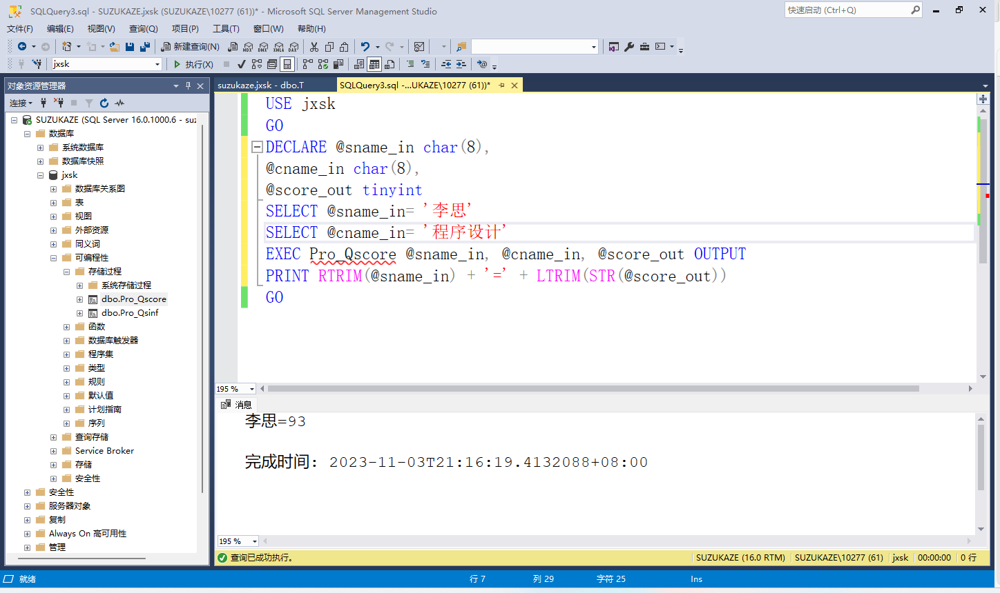 SQLQuery3.sql - SUZUKAZE.jxsk (SUZUKAZE\10277 (61))* - Microsoft SQL Server Management Studio
快速启动 (Ctrl+Q)
文件(F) 编辑(E) 视图(V) 查询(Q) 项目(P) 工具(T) 窗口(W) 帮助(H)
新建查询(N) MDX DMX XMLA DAX
jxsk 执行(X)
对象资源管理器
连接
SUZUKAZE (SQL Server 16.0.1000.6 - suz
数据库
系统数据库
数据库快照
jxsk
数据库关系图
表
视图
外部资源
同义词
可编程性
存储过程
系统存储过程
dbo.Pro_Qscore
dbo.Pro_Qsinf
函数
数据库触发器
程序集
类型
规则
默认值
计划指南
序列
查询存储
Service Broker
存储
安全性
安全性
服务器对象
复制
Always On 高可用性
管理
suzukaze.jxsk - dbo.T
SQLQuery3.sql -...UKAZE\10277 (61))*
USE jxsk
GO
DECLARE @sname_in char(8),
@cname_in char(8),
@score_out tinyint
SELECT @sname_in= '李思'
SELECT @cname_in= '程序设计'
EXEC Pro_Qscore @sname_in, @cname_in, @score_out OUTPUT
PRINT RTRIM(@sname_in) + '=' + LTRIM(STR(@score_out))
GO
195 %
消息
李思=93
完成时间: 2023-11-03T21:16:19.4132088+08:00
195 %
查询已成功执行。
SUZUKAZE (16.0 RTM) SUZUKAZE\10277 (61) jxsk 00:00:00 0 行
就绪 行 7 列 29 字符 25 Ins